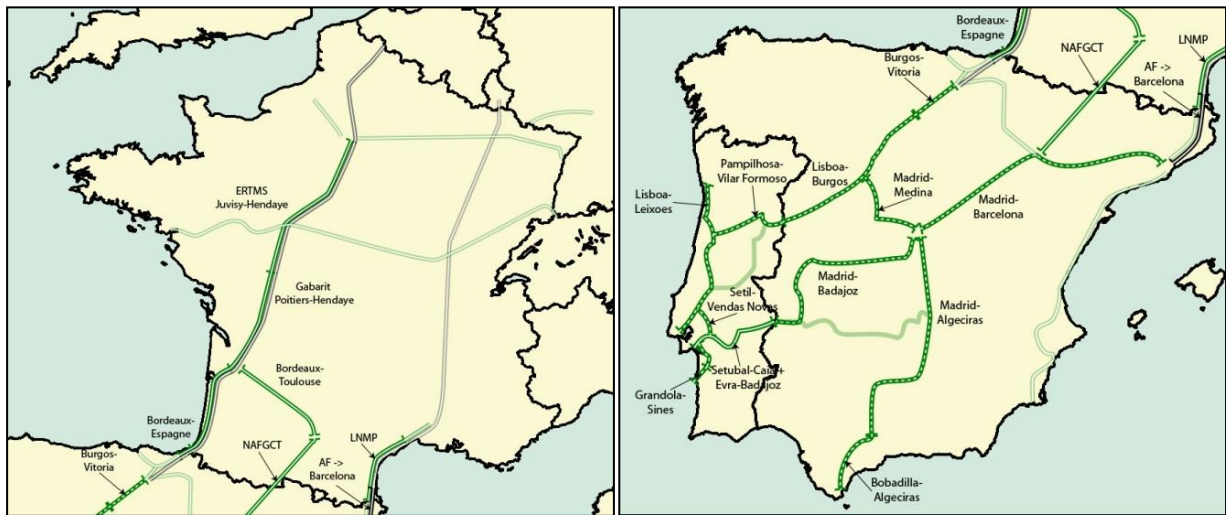 ERTMS
Juvisy-Hendaye
Gabarit
Poitiers-Hendaye
Bordeaux-
Toulouse
Bordeaux-
Espagne
NAFGCT
LNMP
Burgos-
Vitoria
AF ->
Barcelona
Bordeaux-
Espagne
NAFGCT
LNMP
AF ->
Barcelona
Burgos-
Vitoria
Pampilhosa-
Vilar Formoso
Lisboa-
Burgos
Madrid-
Medina
Lisboa-
Leixoes
Madrid-
Barcelona
Madrid-
Badajoz
Setil-
Vendas Novas
Madrid-
Algeciras
Setubal-Caia +
Evra-Badajoz
Grandola-
Sines
Bobadilla-
Algeciras